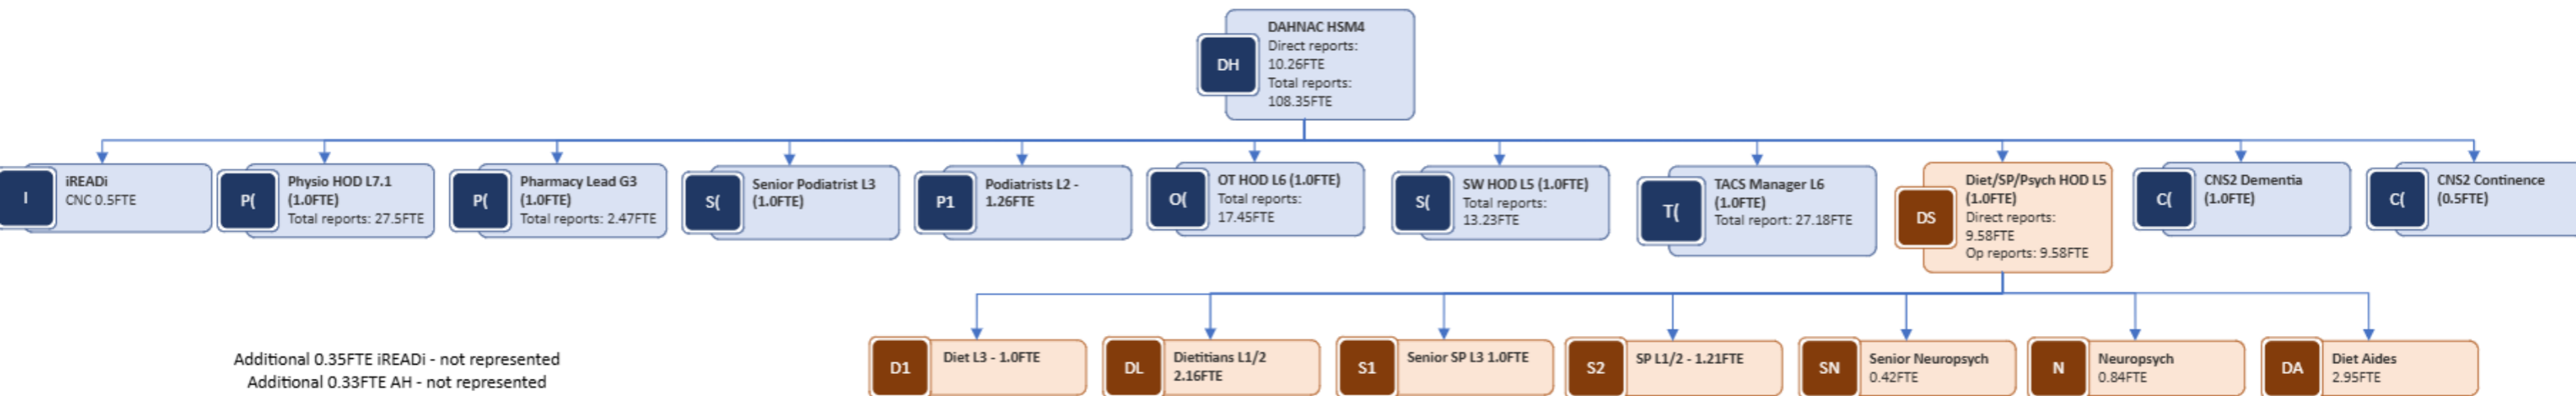 DH
DAHNAC HSM4
Direct reports:
10.26FTE
Total reports:
108.35FTE
I
iREADi
CNC 0.5FTE
P(
Physio HOD L7.1
(1.0FTE)
Total reports: 27.5FTE
P(
Pharmacy Lead G3
(1.0FTE)
Total reports: 2.47FTE
S(
Senior Podiatrist L3
(1.0FTE)
P1
Podiatrists L2 -
1.26FTE
O(
OT HOD L6 (1.0FTE)
Total reports:
17.45FTE
S(
SW HOD L5 (1.0FTE)
Total reports:
13.23FTE
T(
TACS Manager L6
(1.0FTE)
Total report: 27.18FTE
DS
Diet/SP/Psych HOD L5
(1.0FTE)
Direct reports:
9.58FTE
Op reports: 9.58FTE
C(
CNS2 Dementia
(1.0FTE)
C(
CNS2 Continence
(0.5FTE)
Additional 0.35FTE iREADi - not represented
Additional 0.33FTE AH - not represented
D1
Diet L3 - 1.0FTE
DL
Dietitians L1/2
2.16FTE
S1
Senior SP L3 1.0FTE
S2
SP L1/2 - 1.21FTE
SN
Senior Neuropsych
0.42FTE
N
Neuropsych
0.84FTE
DA
Diet Aides
2.95FTE